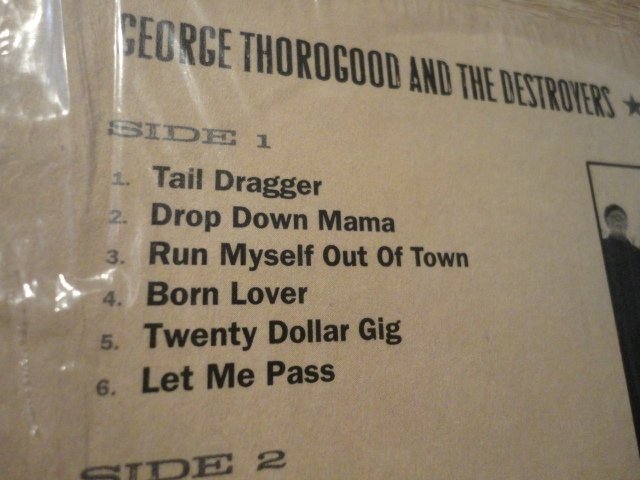 GEORGE THOROGOOD AND THE DESTROYERS ★
SIDE 1
1. Tail Dragger
2. Drop Down Mama
3. Run Myself Out Of Town
4. Born Lover
5. Twenty Dollar Gig
6. Let Me Pass
SIDE 2